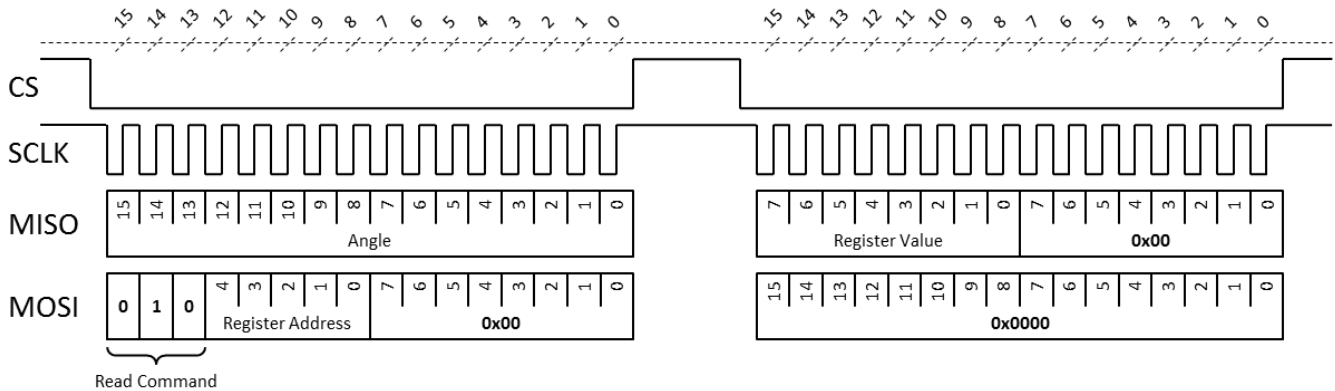 15 14 13 12 11 10 9 8 7 6 5 4 3 2 1 0 15 14 13 12 11 10 9 8 7 6 5 4 3 2 1 0
CS
SCLK
MISO 15 14 13 12 11 10 9 8 7 6 5 4 3 2 1 0 7 6 5 4 3 2 1 0 7 6 5 4 3 2 1 0
Angle Register Value 0x00
MOSI 0 1 0 4 3 2 1 0 7 6 5 4 3 2 1 0 15 14 13 12 11 10 9 8 7 6 5 4 3 2 1 0
Register Address 0x00 0x0000
Read Command